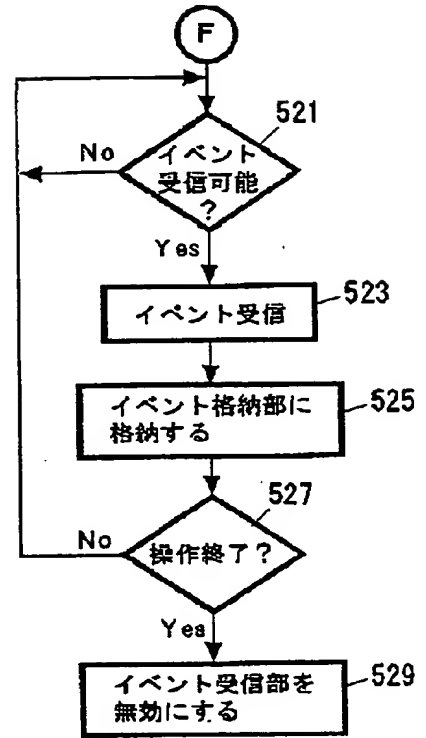 F
521
No
イベント
受信可能
?
Yes
523
イベント受信
525
イベント格納部に
格納する
527
No
操作終了?
Yes
529
イベント受信部を
無効にする